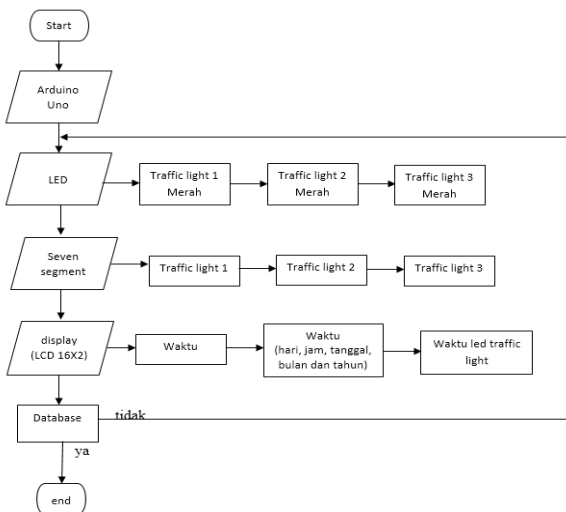 Start
Arduino
Uno
LED
Traffic light 1
Merah
Traffic light 2
Merah
Traffic light 3
Merah
Seven
segment
Traffic light 1
Traffic light 2
Traffic light 3
display
(LCD 16X2)
Waktu
Waktu
(hari, jam, tanggal,
bulan dan tahun)
Waktu led traffic
light
Database
tidak
ya
end